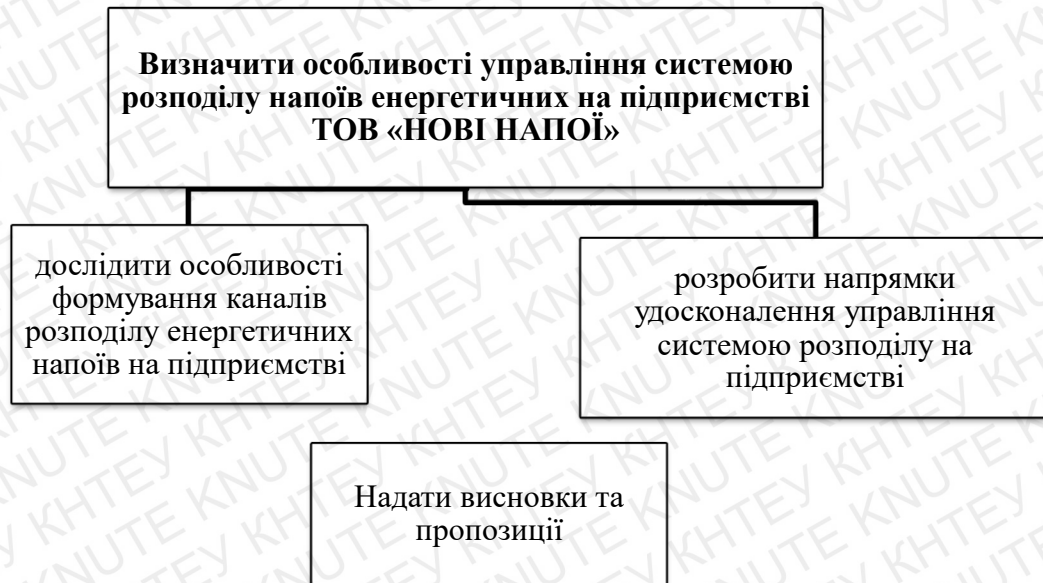 Визначити особливості управління системою
розподілу напоїв енергетичних на підприємстві
ТОВ «НОВІ НАПОЇ»
дослідити особливості
формування каналів
розподілу енергетичних
напоїв на підприємстві
розробити напрямки
удосконалення управління
системою розподілу на
підприємстві
Надати висновки та
пропозиції